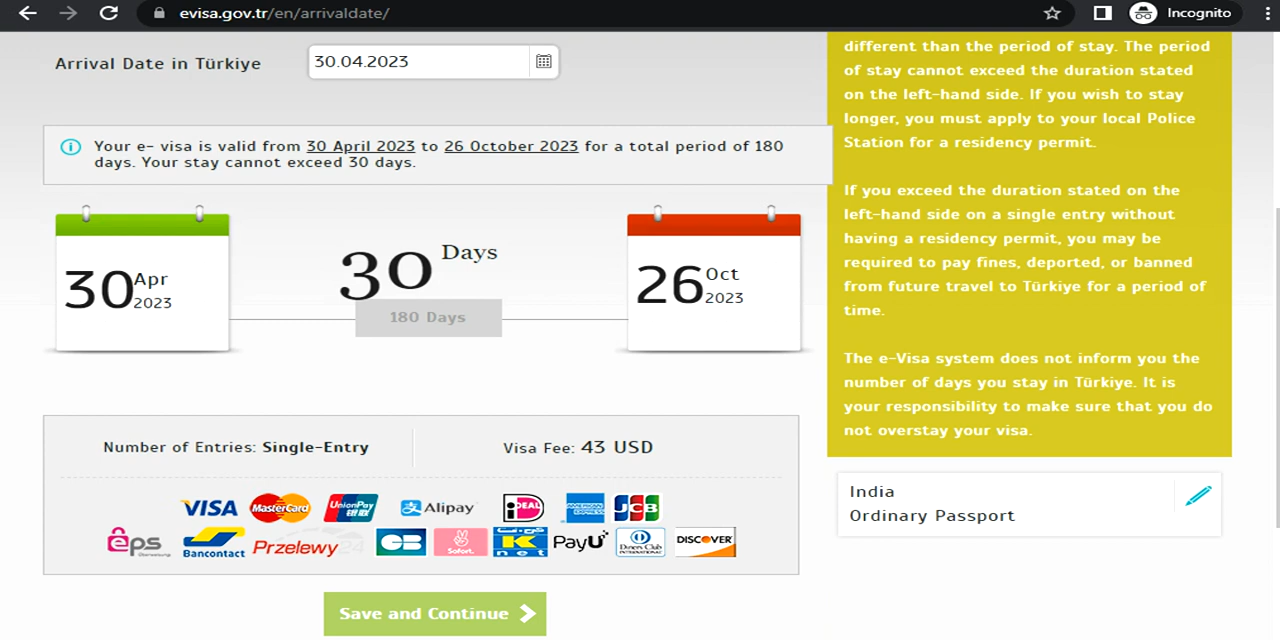 evisa.gov.tr/en/arrivaldate/
Incognito
Arrival Date in Türkiye
30.04.2023
Your e- visa is valid from 30 April 2023 to 26 October 2023 for a total period of 180
days. Your stay cannot exceed 30 days.
30 Apr
2023
30 Days
180 Days
26 Oct
2023
Number of Entries: Single-Entry
Visa Fee: 43 USD
VISA MasterCard UnionPay 银联 Alipay iDEAL AMERICAN EXPRESS JCB
eps Überweisung Bancontact Przelewy24 CB Sofort. K net PayU Diners Club INTERNATIONAL DISCOVER
Save and Continue
different than the period of stay. The period
of stay cannot exceed the duration stated
on the left-hand side. If you wish to stay
longer, you must apply to your local Police
Station for a residency permit.
If you exceed the duration stated on the
left-hand side on a single entry without
having a residency permit, you may be
required to pay fines, deported, or banned
from future travel to Türkiye for a period of
time.
The e-Visa system does not inform you the
number of days you stay in Türkiye. It is
your responsibility to make sure that you do
not overstay your visa.
India
Ordinary Passport